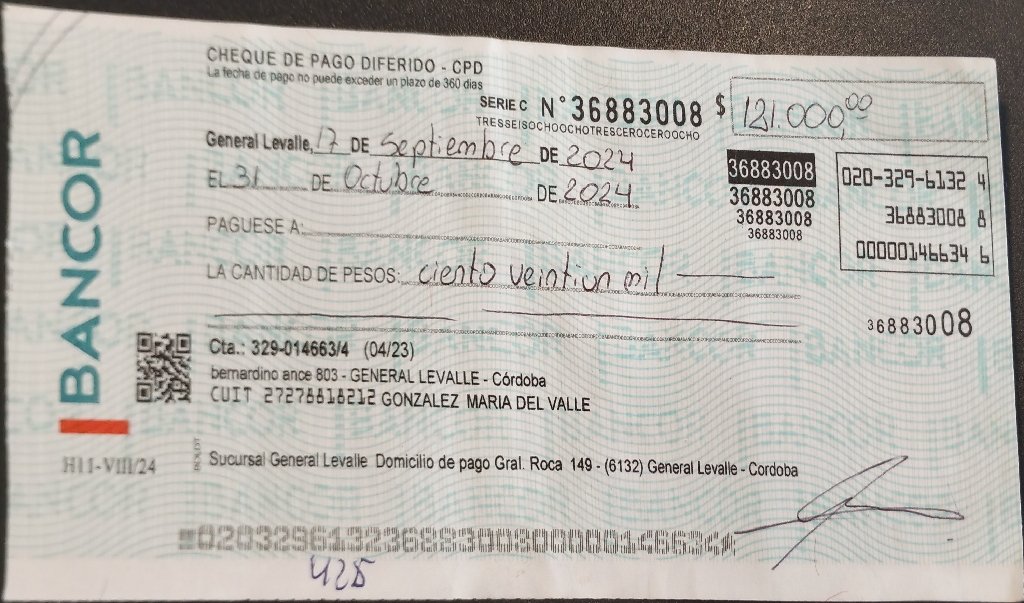 BANCOR
H11-VIII/24
CHEQUE DE PAGO DIFERIDO - CPD
La fecha de pago no puede exceder un plazo de 360 días
SERIE C N° 36883008 $ 121.000,00
TRESSEISOCHOOCHOTRESCEROCEROOCHO
General Levalle, 17 DE Septiembre DE 2024
EL 31 DE Octubre DE 2024
36883008
36883008
36883008
36883008
020-329-6132 4
36883008 8
00000146634 6
PAGUESE A:
LA CANTIDAD DE PESOS: ciento veintiun mil
36883008
Cta.: 329-014663/4 (04/23)
bernardino ance 803 - GENERAL LEVALLE - Córdoba
CUIT 27278818212 GONZALEZ MARIA DEL VALLE
Sucursal General Levalle Domicilio de pago Gral. Roca 149 - (6132) General Levalle - Cordoba
425